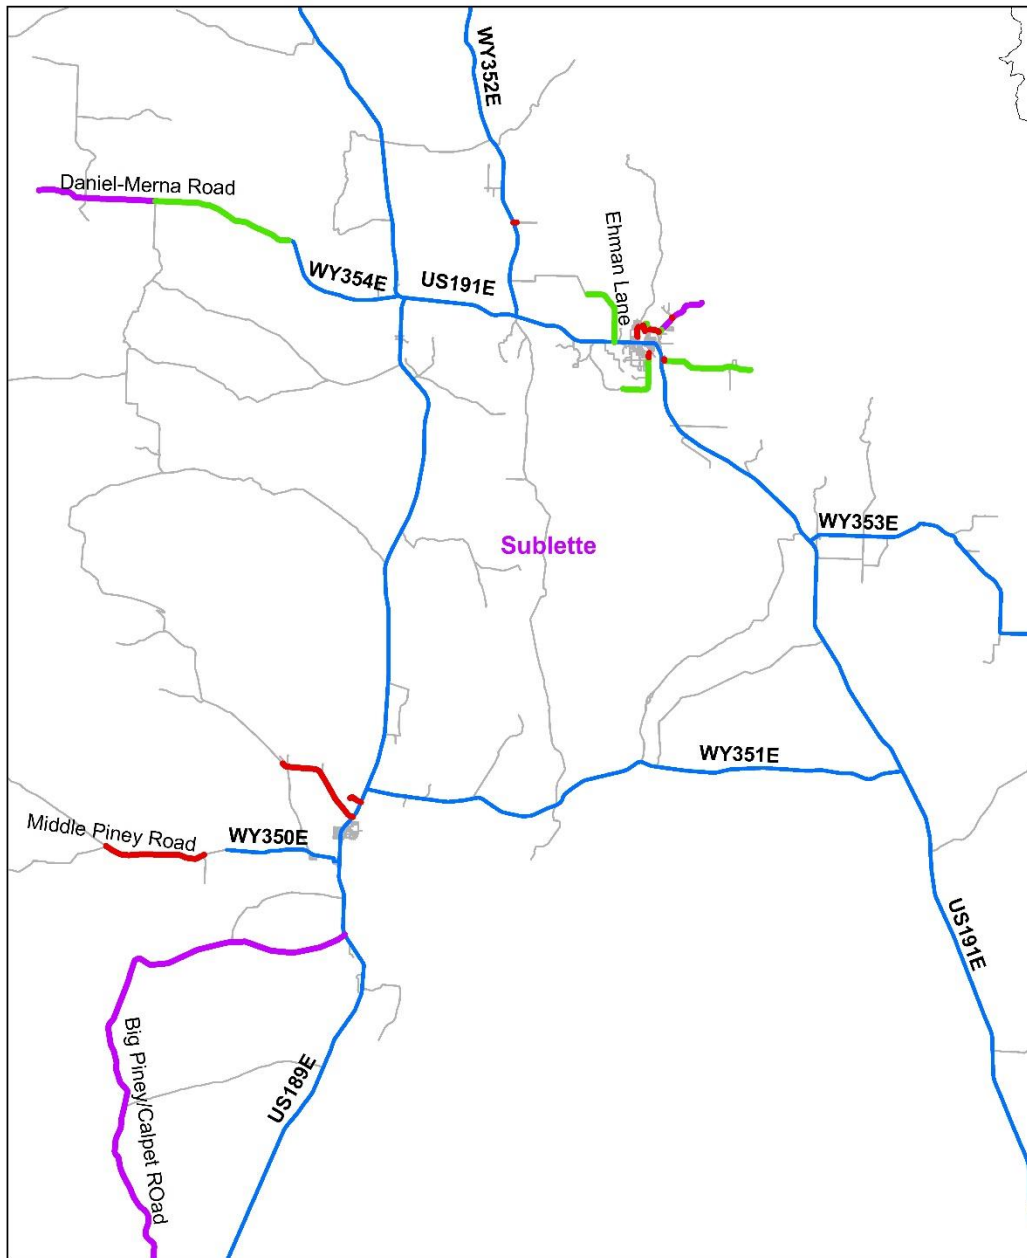 WY352E
Daniel-Merna Road
Ehman Lane
WY354E
US191E
WY353E
Sublette
WY351E
Middle Piney Road
WY350E
US191E
Big Piney/Calpet ROad
US189E